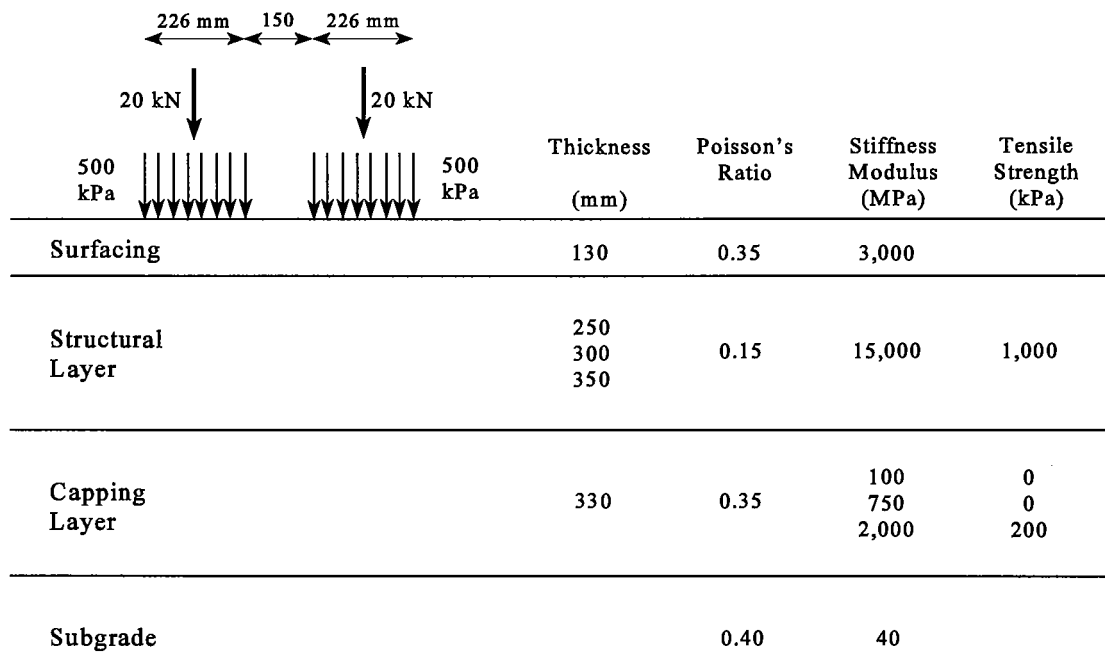 226 mm 150 226 mm
20 kN 20 kN
500 kPa 500 kPa
Thickness (mm) Poisson's Ratio Stiffness Modulus (MPa) Tensile Strength (kPa)
Surfacing 130 0.35 3,000
Structural Layer 250 300 350 0.15 15,000 1,000
Capping Layer 330 0.35 100 750 2,000 0 0 200
Subgrade 0.40 40